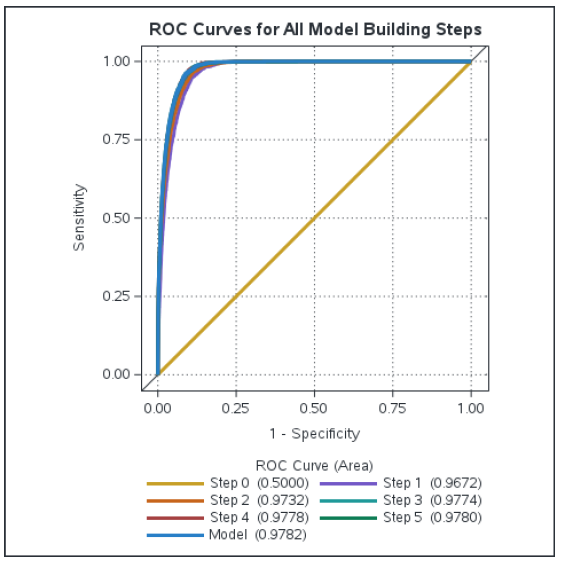 ROC Curves for All Model Building Steps
1.00
0.75
0.50
0.25
0.00
Sensitivity
0.00 0.25 0.50 0.75 1.00
1 - Specificity
ROC Curve (Area)
Step 0 (0.5000) Step 1 (0.9672)
Step 2 (0.9732) Step 3 (0.9774)
Step 4 (0.9778) Step 5 (0.9780)
Model (0.9782)